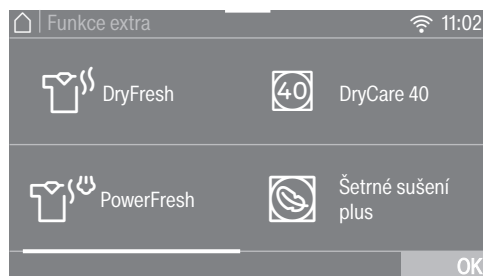 Funkce extra
11:02
DryFresh
40
DryCare 40
PowerFresh
Šetrné sušení
plus
OK